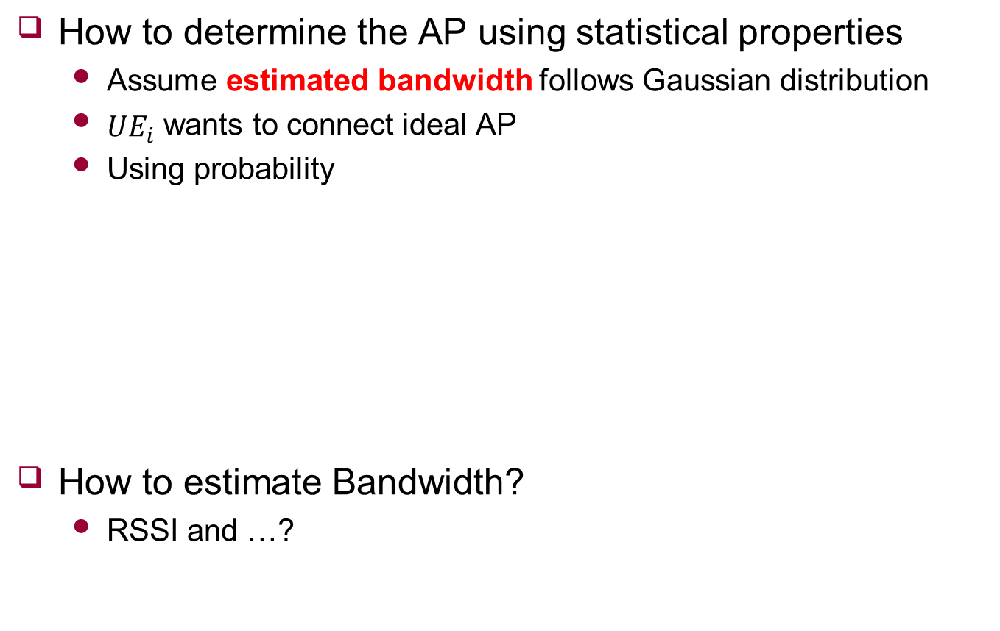 How to determine the AP using statistical properties
Assume estimated bandwidth follows Gaussian distribution
𝑈𝐸𝑖 wants to connect ideal AP
Using probability
How to estimate Bandwidth?
RSSI and …?